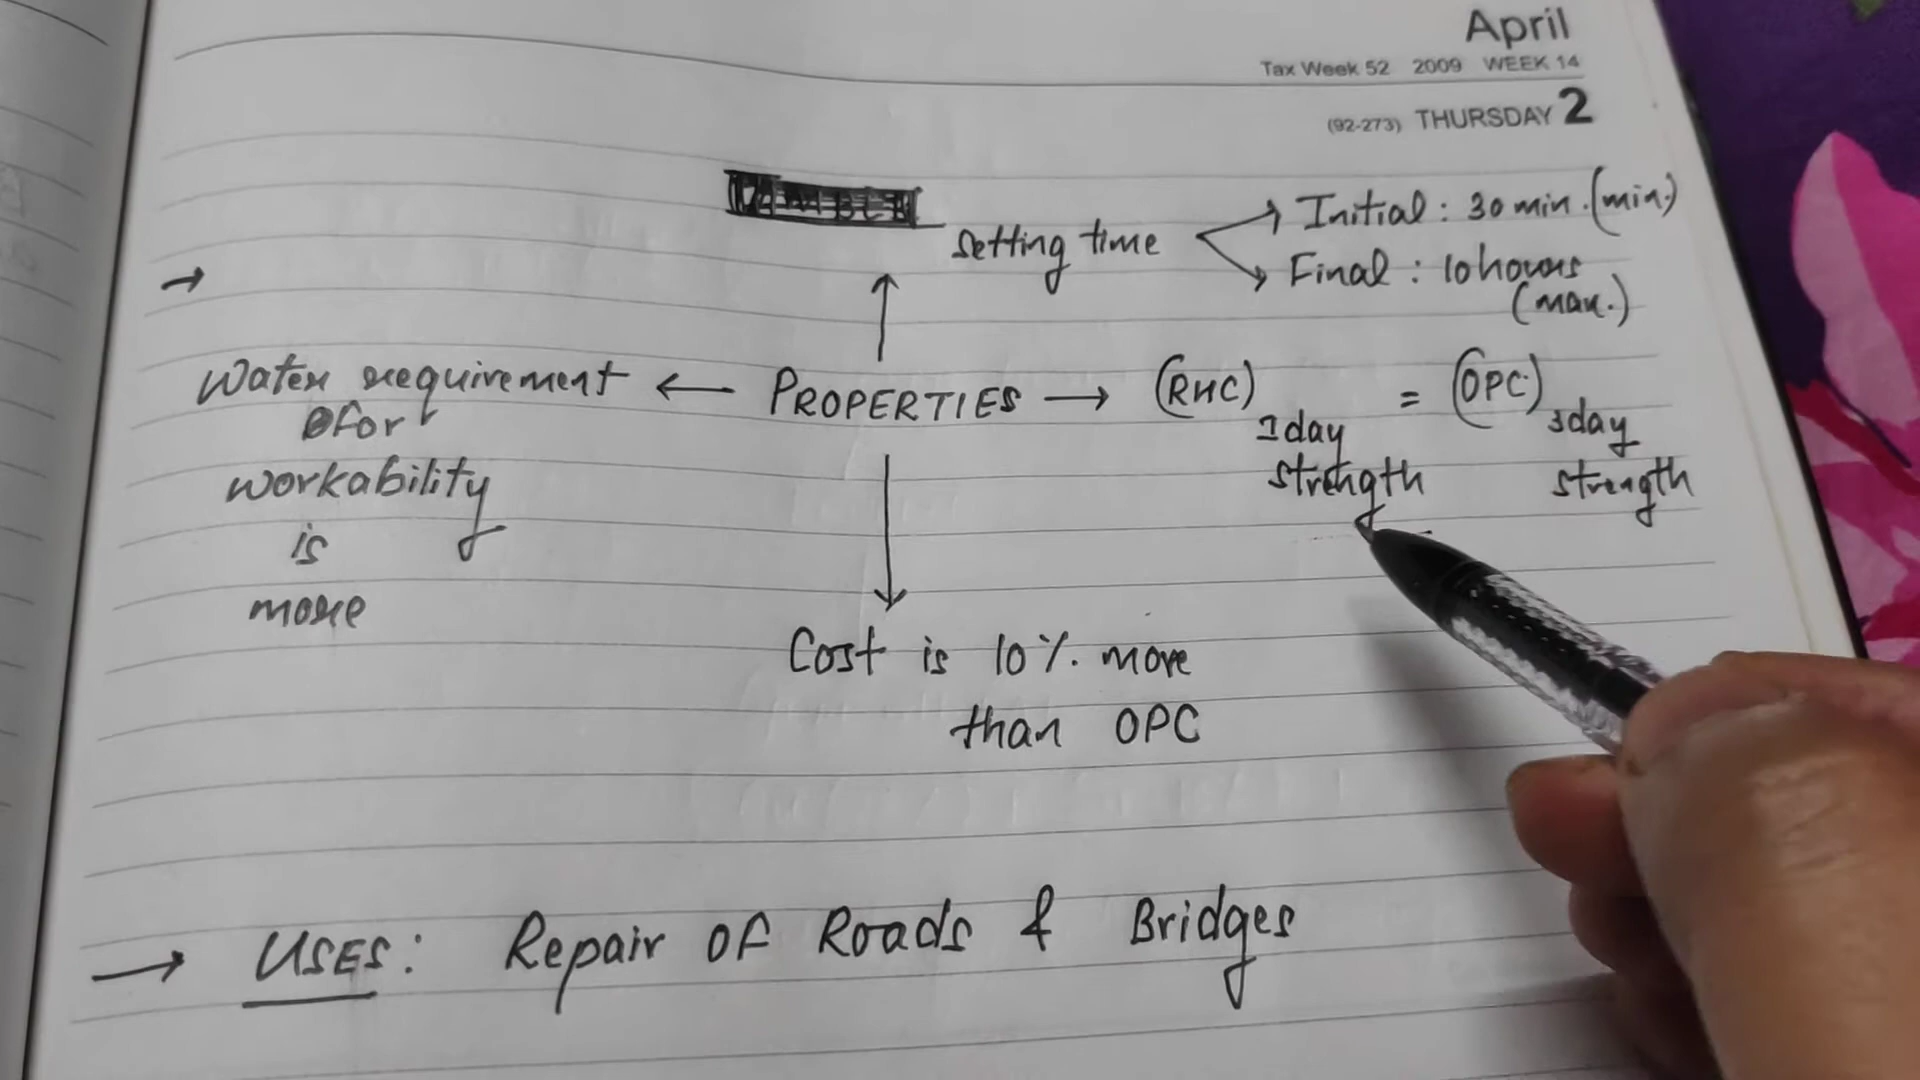 April
Tax Week 52 2009 WEEK 14
(92-273) THURSDAY 2
Setting time
→ Initial : 30 min. (min.)
→ Final : 10 hours
(max.)
→
Water requirement ← PROPERTIES → (RHC) = (OPC)
for
1 day 3 day
workability
strength strength
is
more
Cost is 10%. more
than OPC
→ USES: Repair of Roads & Bridges